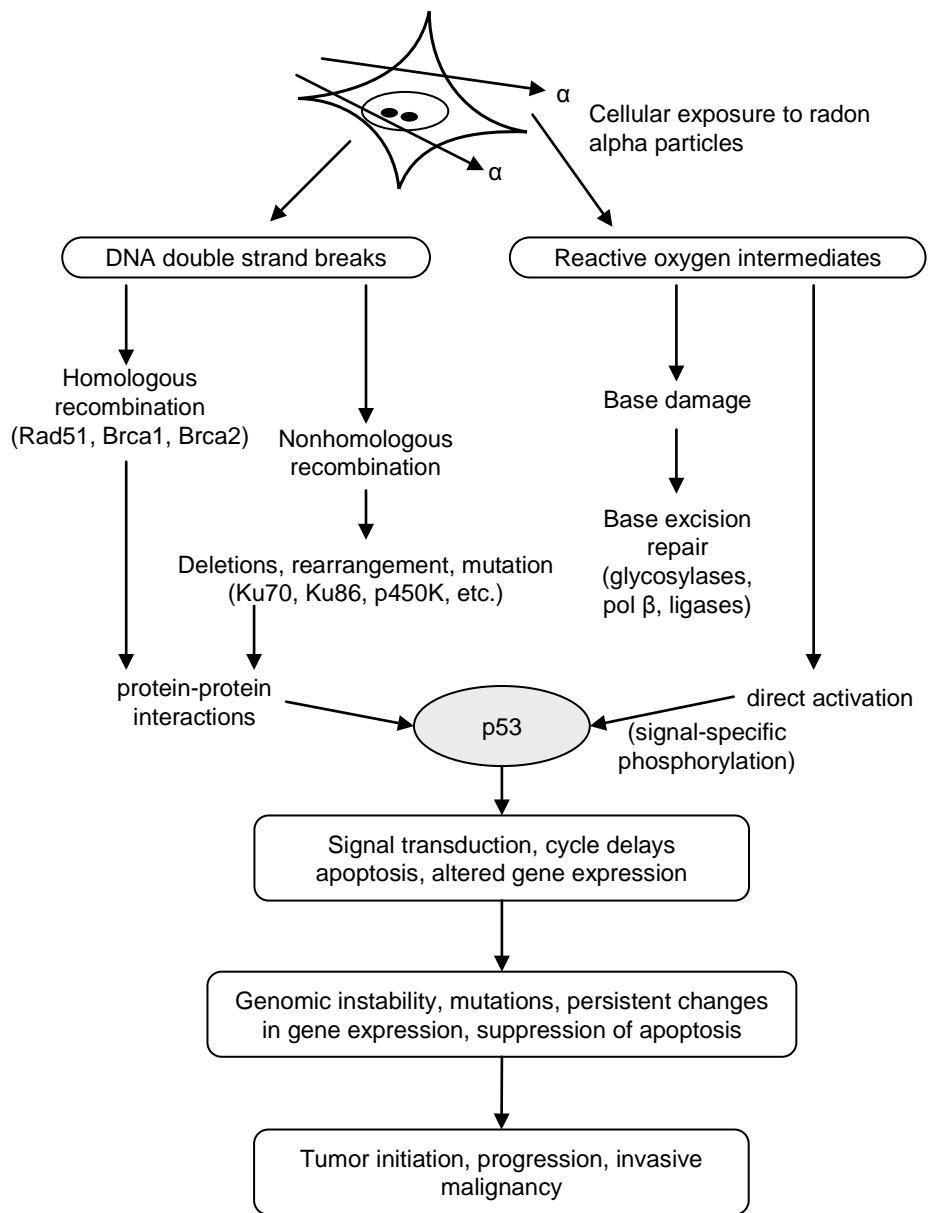 α
Cellular exposure to radon
alpha particles
α
DNA double strand breaks
Reactive oxygen intermediates
Homologous
recombination
(Rad51, Brca1, Brca2)
Nonhomologous
recombination
Deletions, rearrangement, mutation
(Ku70, Ku86, p450K, etc.)
Base damage
Base excision
repair
(glycosylases,
pol β, ligases)
protein-protein
interactions
p53
direct activation
(signal-specific
phosphorylation)
Signal transduction, cycle delays
apoptosis, altered gene expression
Genomic instability, mutations, persistent changes
in gene expression, suppression of apoptosis
Tumor initiation, progression, invasive
malignancy